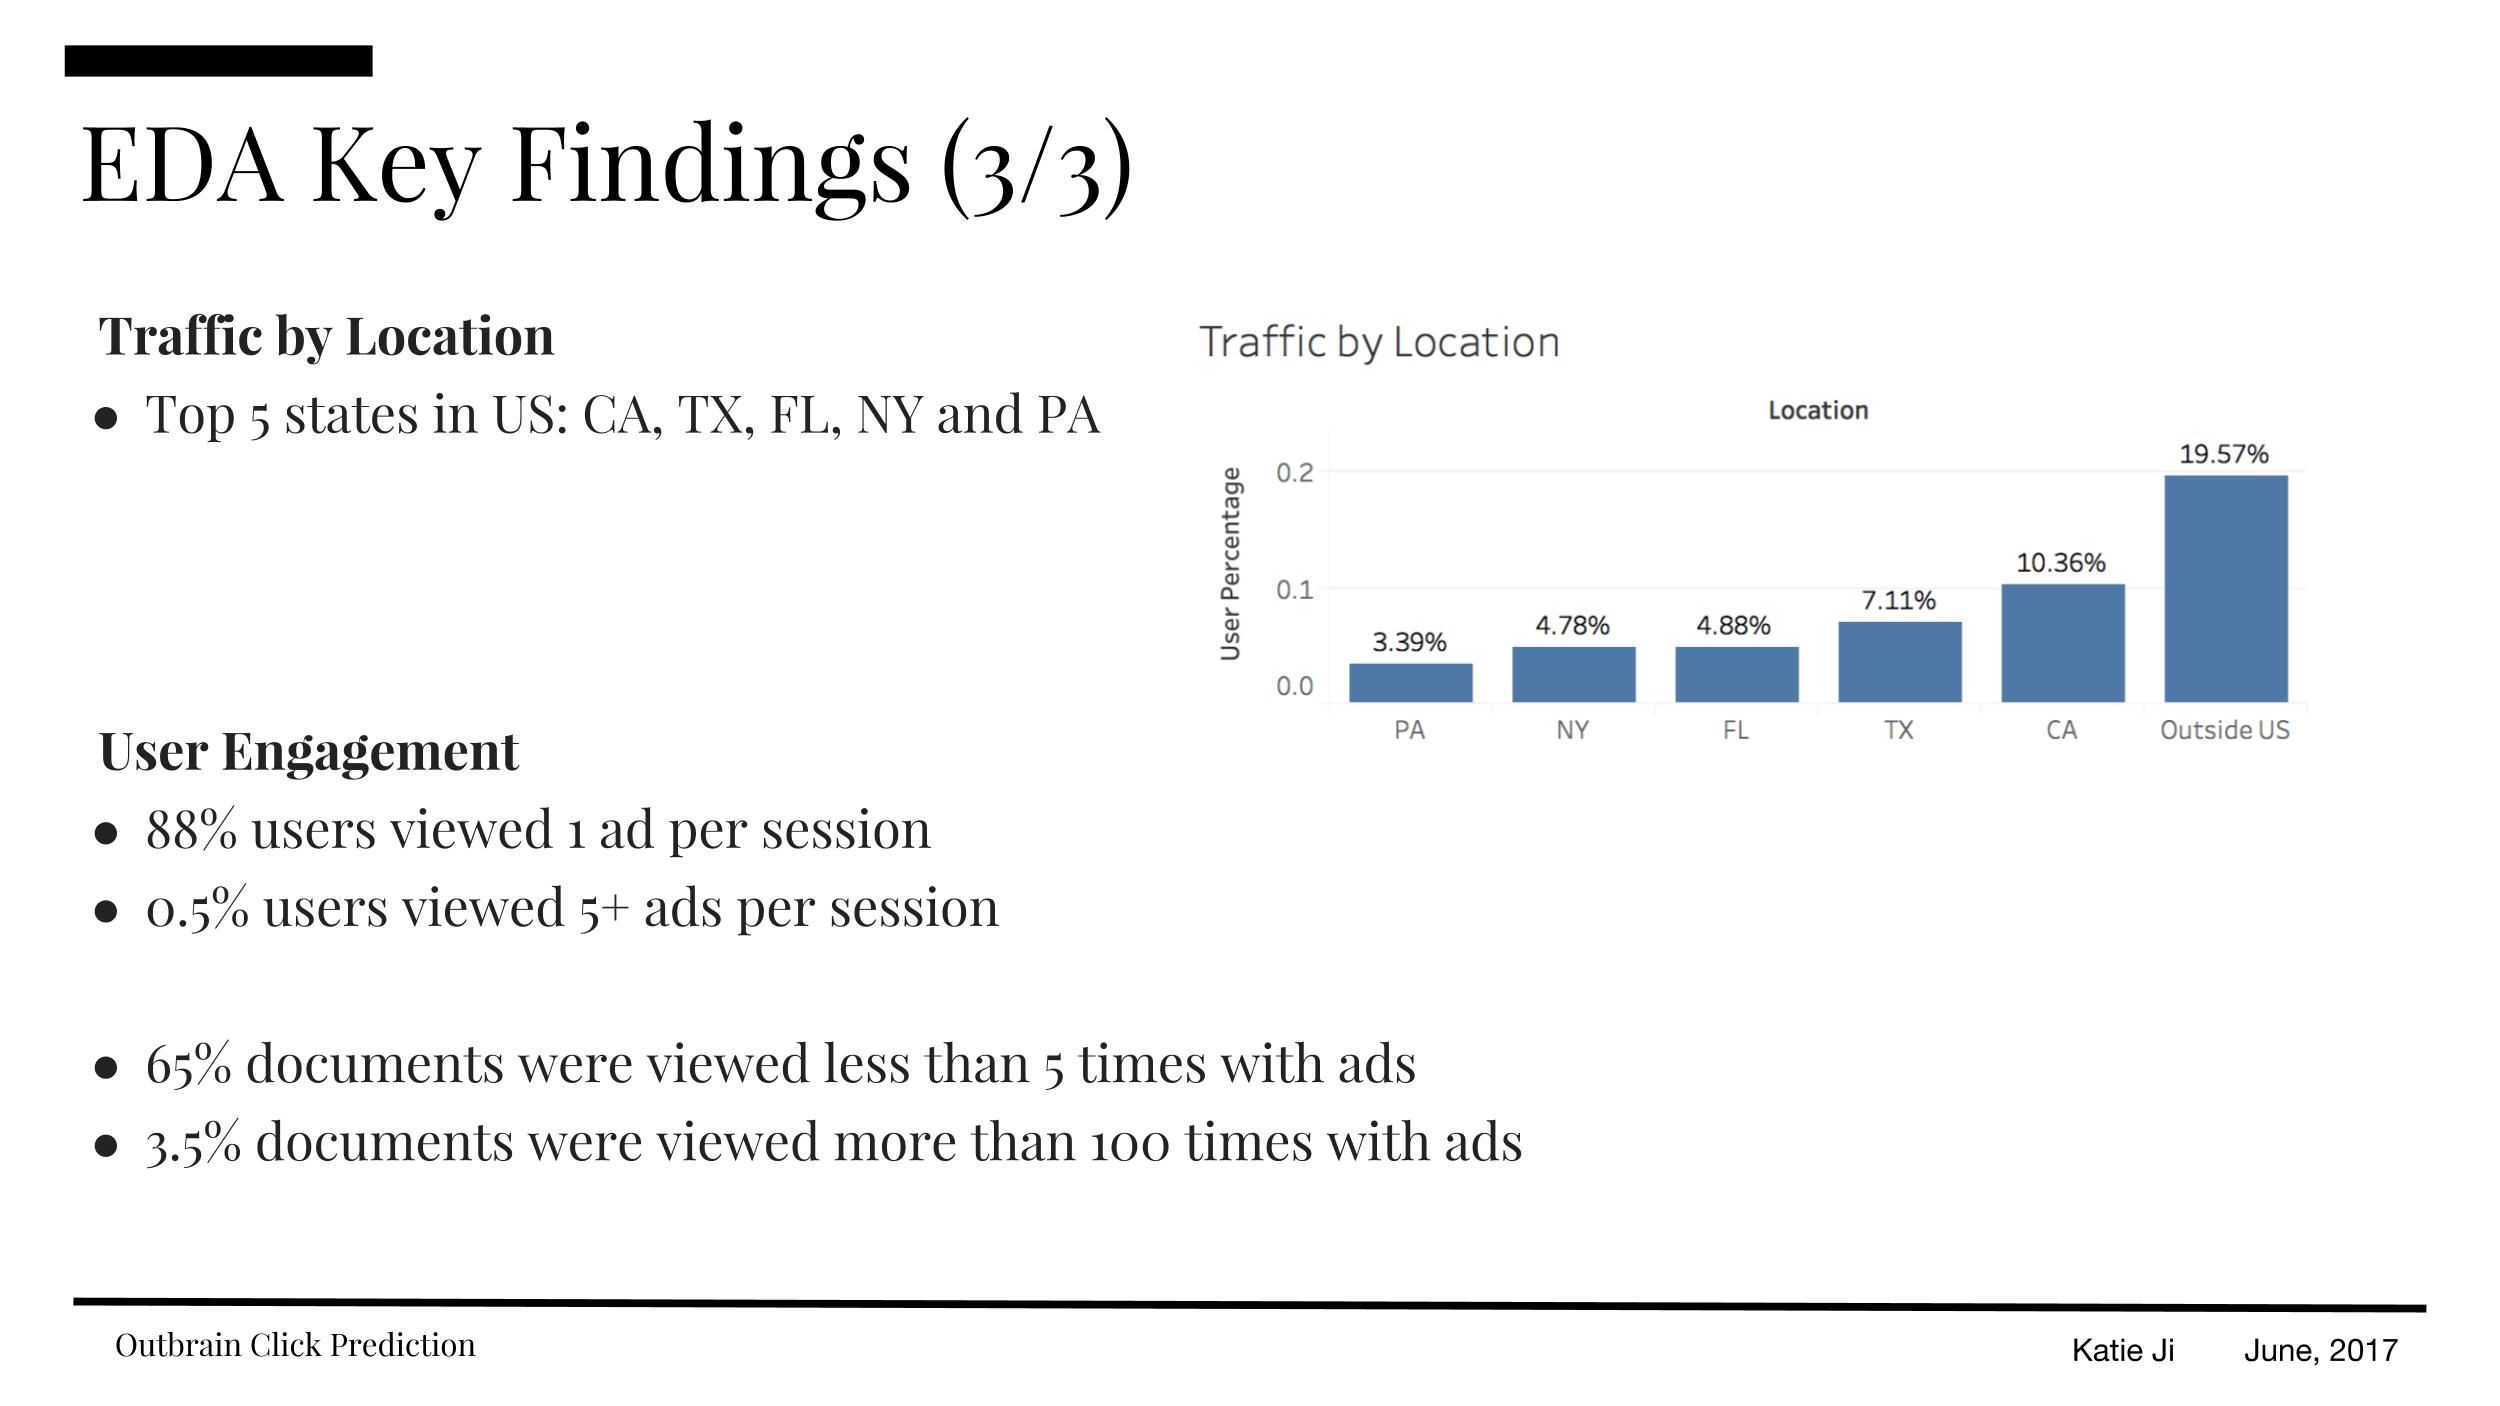 EDA Key Findings (3/3)
Traffic by Location
● Top 5 states in US: CA, TX, FL, NY and PA
Traffic by Location
Location
User Percentage
0.2
0.1
0.0
3.39%
4.78%
4.88%
7.11%
10.36%
19.57%
PA
NY
FL
TX
CA
Outside US
User Engagement
● 88% users viewed 1 ad per session
● 0.5% users viewed 5+ ads per session
● 65% documents were viewed less than 5 times with ads
● 3.5% documents were viewed more than 100 times with ads
Outbrain Click Prediction
Katie Ji June, 2017